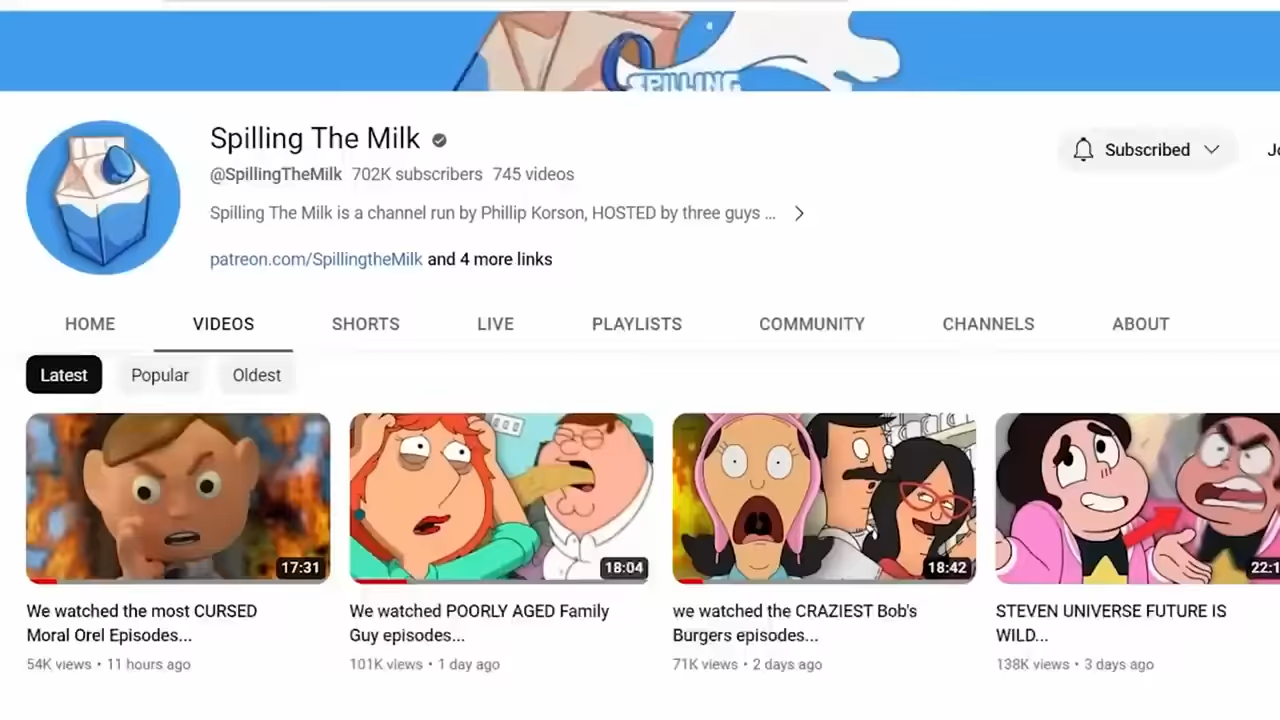 SPILLING
Spilling The Milk
@SpillingTheMilk 702K subscribers 745 videos
Spilling The Milk is a channel run by Phillip Korson, HOSTED by three guys ...
patreon.com/SpillingtheMilk and 4 more links
Subscribed
HOME VIDEOS SHORTS LIVE PLAYLISTS COMMUNITY CHANNELS ABOUT
Latest Popular Oldest
17:31 18:04 18:42
We watched the most CURSED
Moral Orel Episodes...
54K views • 11 hours ago
We watched POORLY AGED Family
Guy episodes...
101K views • 1 day ago
we watched the CRAZIEST Bob's
Burgers episodes...
71K views • 2 days ago
STEVEN UNIVERSE FUTURE IS
WILD...
138K views • 3 days ago